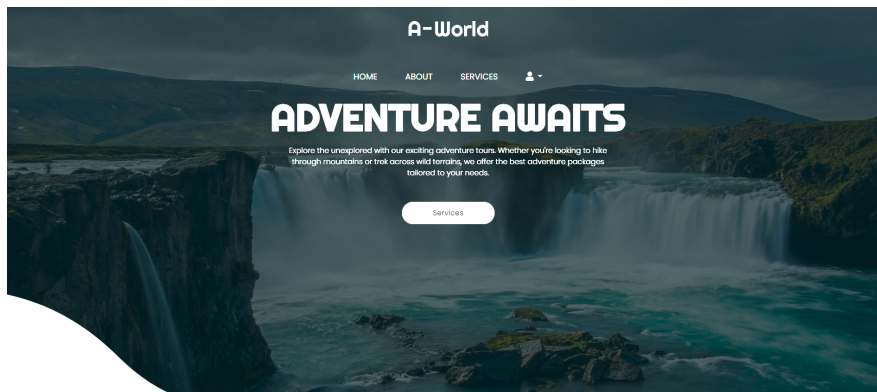 A-World
HOME ABOUT SERVICES
ADVENTURE AWAITS
Explore the unexplored with our exciting adventure tours. Whether you're looking to hike
through mountains or trek across wild terrains, we offer the best adventure packages
tailored to your needs.
Services